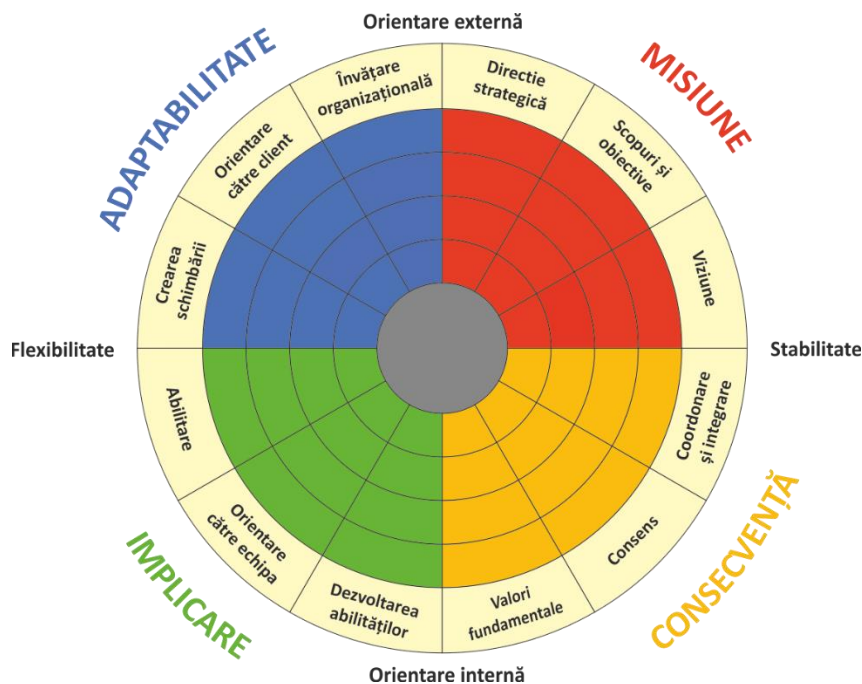 Orientare externă
ADAPTABILITATE
MISIUNE
Învățare
organizațională
Directie
strategică
Orientare
către client
Scopuri și
obiective
Crearea
schimbării
Viziune
Flexibilitate
Stabilitate
Abilitare
Coordonare
și integrare
Orientare
către echipa
Consens
Dezvoltarea
abilităților
Valori
fundamentale
IMPLICARE
CONSECVENȚĂ
Orientare internă